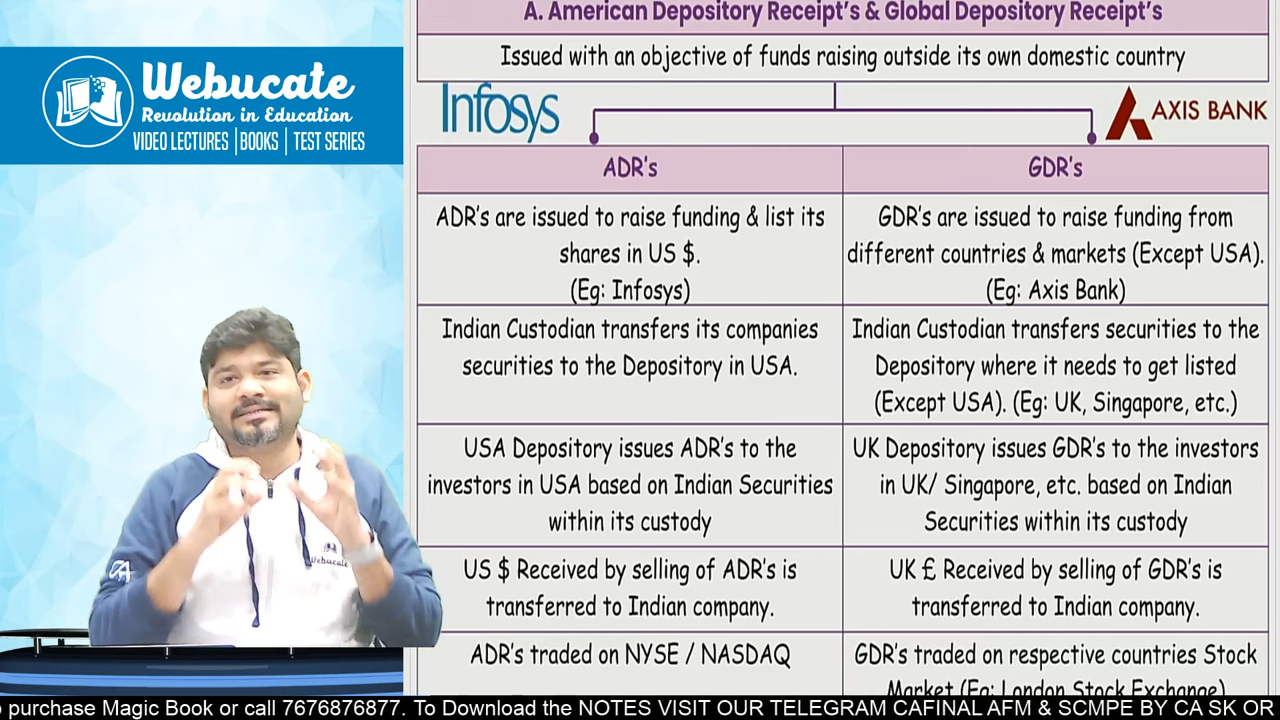 Webucate
Revolution in Education
VIDEO LECTURES | BOOKS | TEST SERIES
A. American Depository Receipt's & Global Depository Receipt's
Issued with an objective of funds raising outside its own domestic country
Infosys
AXIS BANK
ADR's
GDR's
ADR's are issued to raise funding & list its
shares in US $.
(Eg: Infosys)
GDR's are issued to raise funding from
different countries & markets (Except USA).
(Eg: Axis Bank)
Indian Custodian transfers its companies
securities to the Depository in USA.
Indian Custodian transfers securities to the
Depository where it needs to get listed
(Except USA). (Eg: UK, Singapore, etc.)
USA Depository issues ADR's to the
investors in USA based on Indian Securities
within its custody
UK Depository issues GDR's to the investors
in UK/ Singapore, etc. based on Indian
Securities within its custody
US $ Received by selling of ADR's is
transferred to Indian company.
UK £ Received by selling of GDR's is
transferred to Indian company.
ADR's traded on NYSE / NASDAQ
GDR's traded on respective countries Stock
Market (Eg: London Stock Exchange)
Webucate
CA
o purchase Magic Book or call 7676876877. To Download the NOTES VISIT OUR TELEGRAM CAFINAL AFM & SCMPE BY CA SK OR